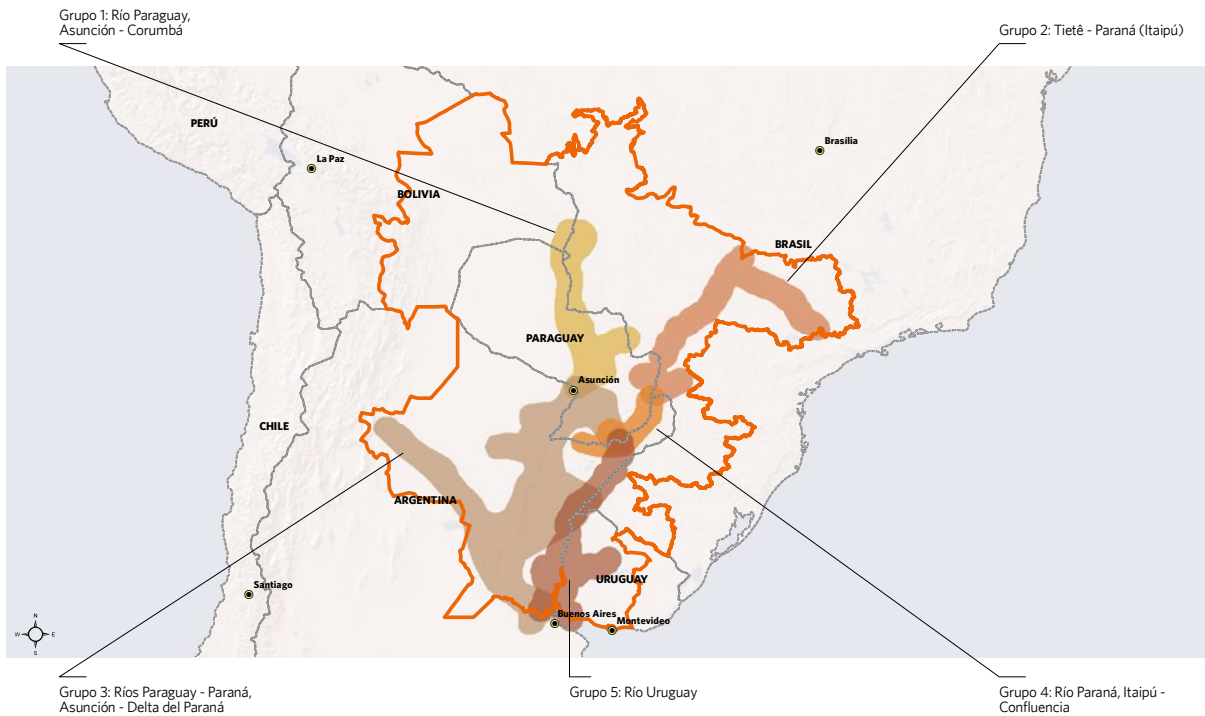 Grupo 1: Río Paraguay,
Asunción - Corumbá
Grupo 2: Tietê - Paraná (Itaipú)
PERÚ
La Paz
Brasília
BOLIVIA
BRASIL
PARAGUAY
Asunción
CHILE
ARGENTINA
Santiago
URUGUAY
Buenos Aires
Montevideo
N
W
E
S
Grupo 3: Ríos Paraguay - Paraná,
Asunción - Delta del Paraná
Grupo 5: Río Uruguay
Grupo 4: Río Paraná, Itaipú -
Confluencia